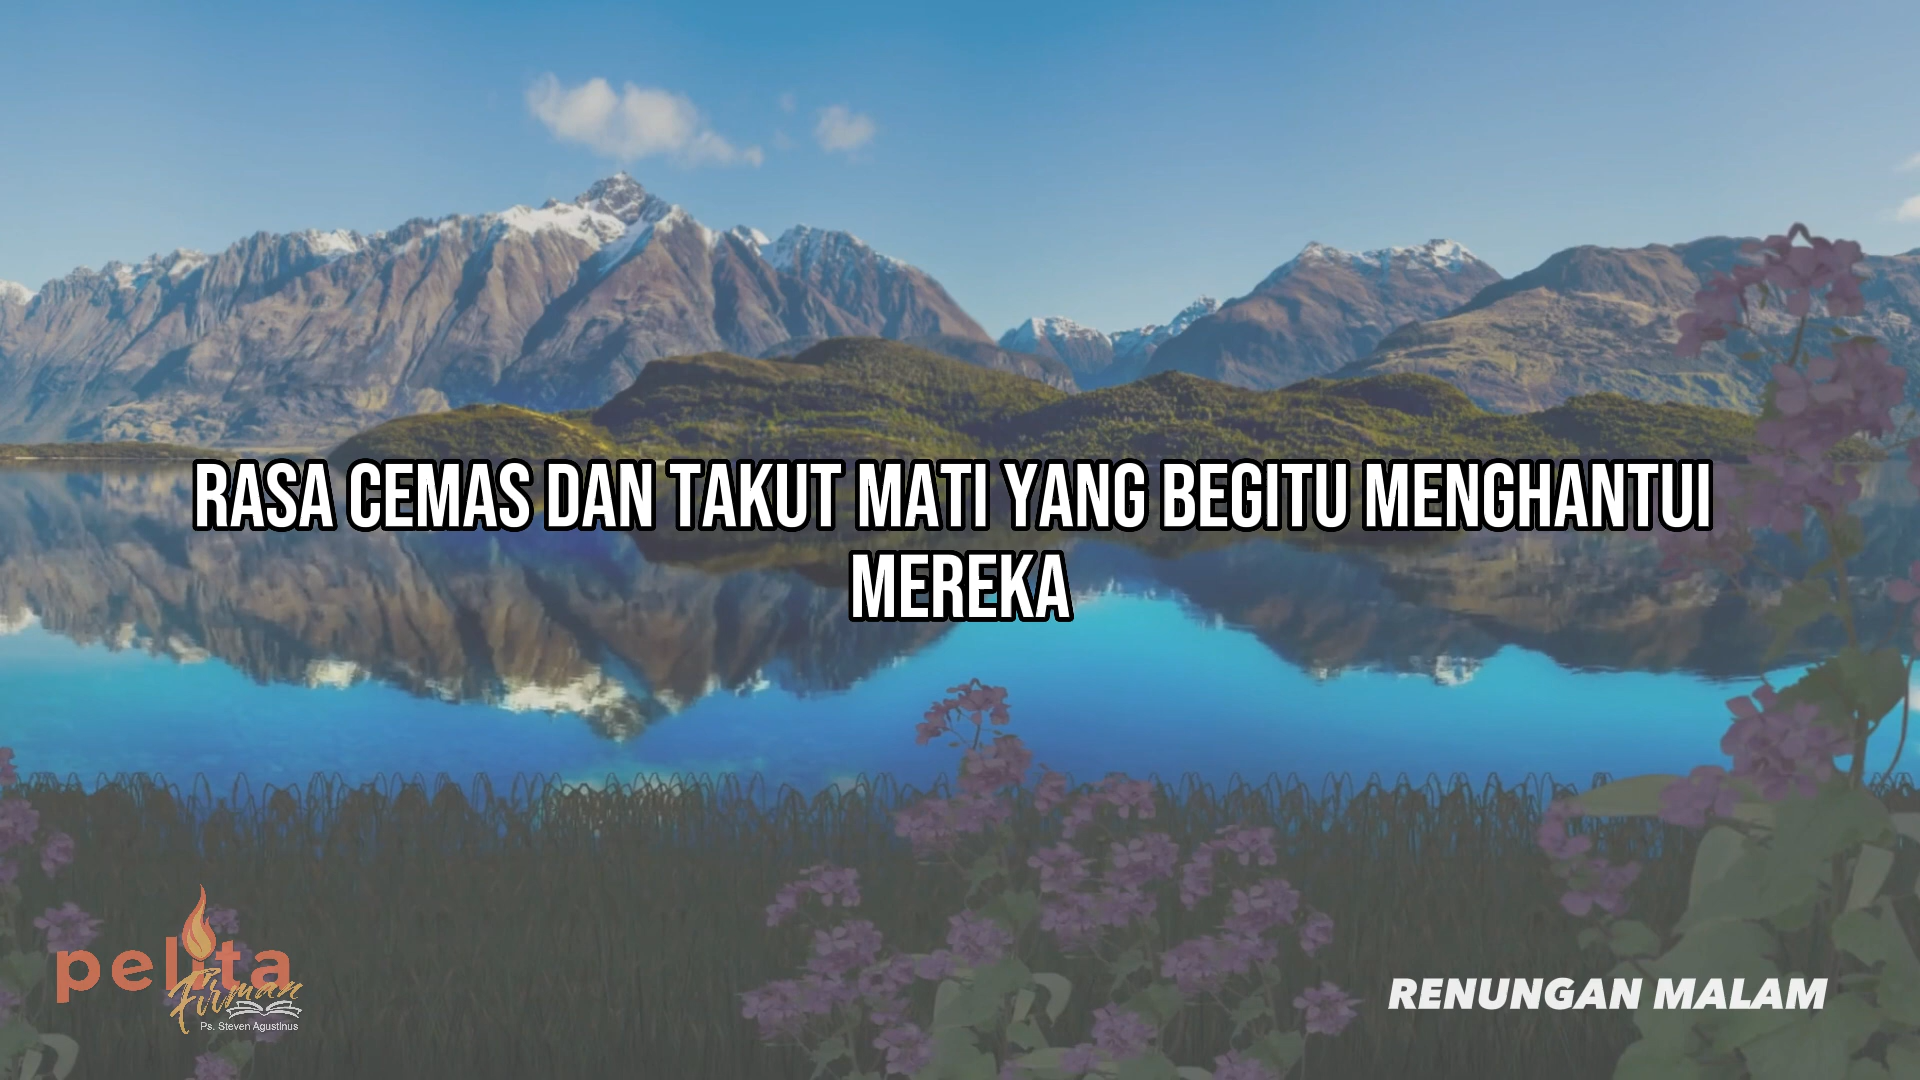 RASA CEMAS DAN TAKUT MATI YANG BEGITU MENGHANTUI
MEREKA
pelita
Firman
Ps. Steven Agustinus
RENUNGAN MALAM